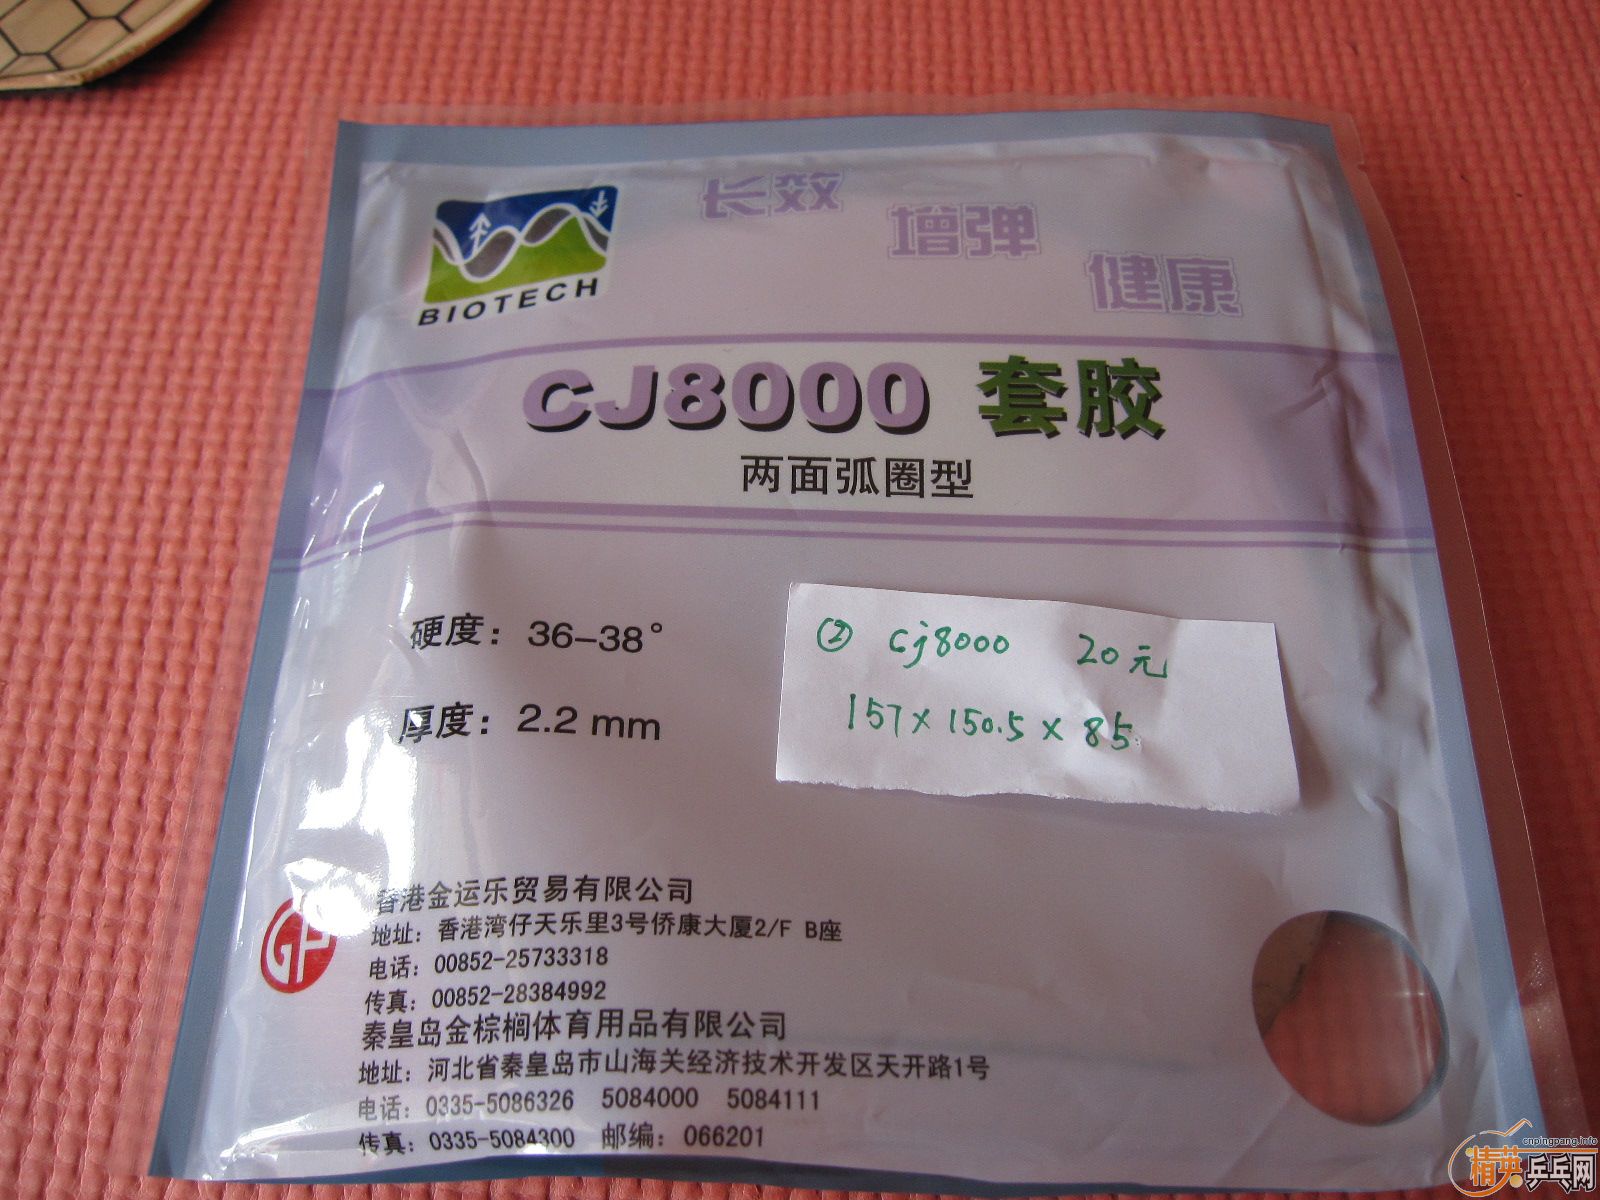 长效
增弹
健康
BIOTECH
CJ8000 套胶
两面弧圈型
硬度：36-38°
厚度：2.2 mm
② cj8000 20元
157×150.5×85
香港金运乐贸易有限公司
地址：香港湾仔天乐里3号侨康大厦2/F B座
电话：00852-25733318
传真：00852-28384992
秦皇岛金棕榈体育用品有限公司
地址：河北省秦皇岛市山海关经济技术开发区天开路1号
电话：0335-5086326 5084000 5084111
传真：0335-5084300 邮编：066201
GP
cnpingpang.info
精英乒乓网